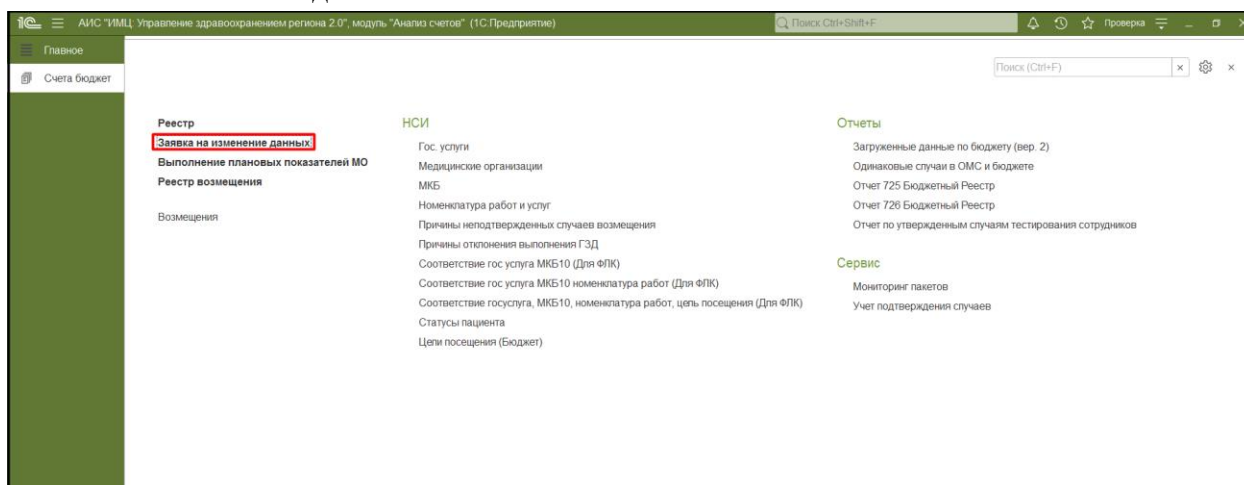 АИС "ИМЦ: Управление здравоохранением региона 2.0", модуль "Анализ счетов" (1С:Предприятие)
Поиск Ctrl+Shift+F
Проверка
Главное
Счета бюджет
Поиск (Ctrl+F)
Реестр
Заявка на изменение данных
Выполнение плановых показателей МО
Реестр возмещения
Возмещения
НСИ
Гос. услуги
Медицинские организации
МКБ
Номенклатура работ и услуг
Причины неподтвержденных случаев возмещения
Причины отклонения выполнения ГЗД
Соответствие гос услуга МКБ10 (Для ФЛК)
Соответствие гос услуга МКБ10 номенклатура работ (Для ФЛК)
Соответствие госуслуга, МКБ10, номенклатура работ, цель посещения (Для ФЛК)
Статусы пациента
Цели посещения (Бюджет)
Отчеты
Загруженные данные по бюджету (вер. 2)
Одинаковые случаи в ОМС и бюджете
Отчет 725 Бюджетный Реестр
Отчет 726 Бюджетный Реестр
Отчет по утвержденным случаям тестирования сотрудников
Сервис
Мониторинг пакетов
Учет подтверждения случаев